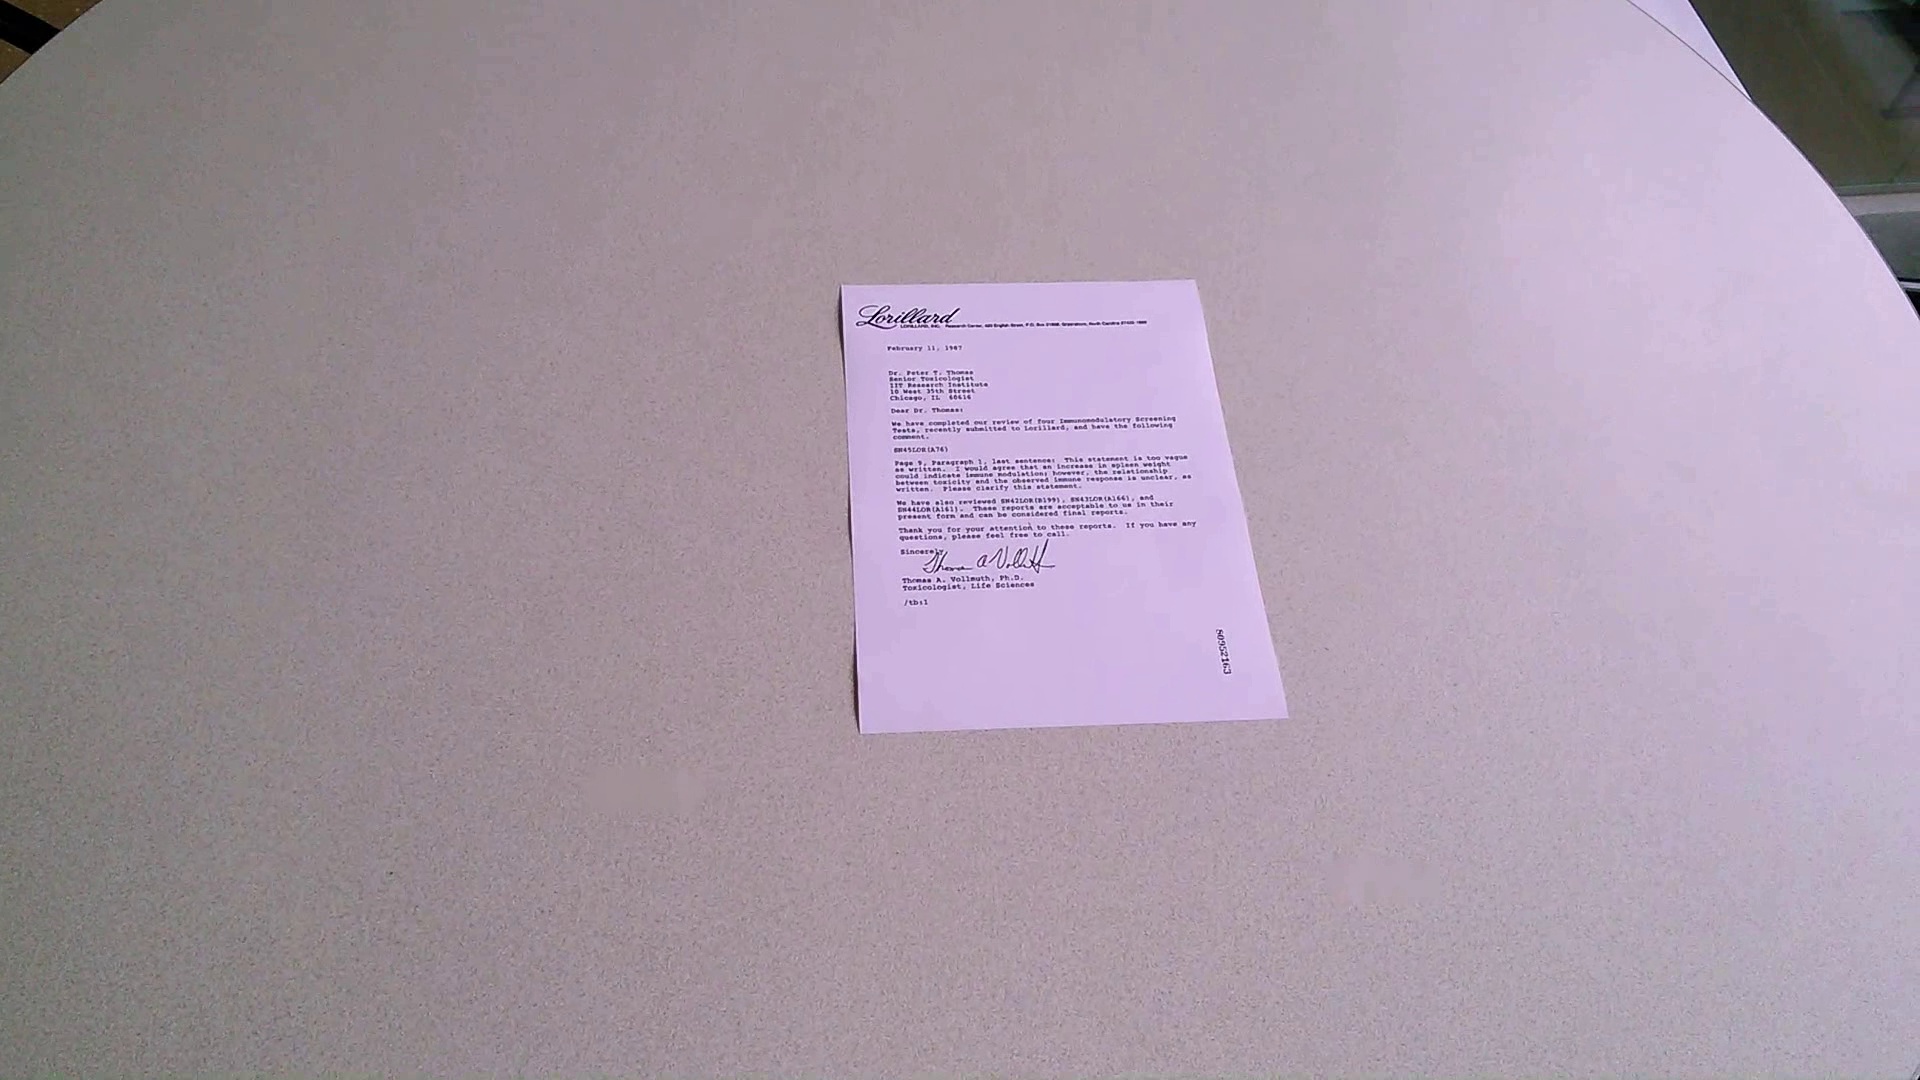 Lorillard
LORILLARD, INC. Research Center, 420 English Street, P.O. Box 21688, Greensboro, North Carolina 27420-1688
February 11, 1987
Dr. Peter T. Thomas
Senior Toxicologist
IIT Research Institute
10 West 35th Street
Chicago, IL 60616
Dear Dr. Thomas:
We have completed our review of four Immunomodulatory Screening
Tests, recently submitted to Lorillard, and have the following
comment.
SN45LOR(A76)
Page 9, Paragraph 1, last sentence: This statement is too vague
as written. I would agree that an increase in spleen weight
could indicate immune modulation; however, the relationship
between toxicity and the observed immune response is unclear, as
written. Please clarify this statement.
We have also reviewed SN42LOR(B199), SN43LOR(A166), and
SN44LOR(A161). These reports are acceptable to us in their
present form and can be considered final reports.
Thank you for your attention to these reports. If you have any
questions, please feel free to call.
Sincerely,
Thomas A Vollmuth
Thomas A. Vollmuth, Ph.D.
Toxicologist, Life Sciences
/tb:1
80952163